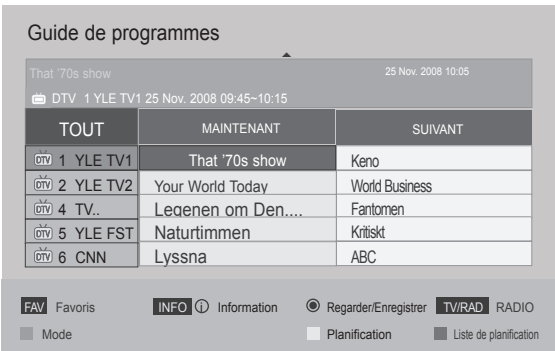 Guide de programmes
That '70s show 25 Nov. 2008 10:05
DTV 1 YLE TV1 25 Nov. 2008 09:45~10:15
TOUT MAINTENANT SUIVANT
DTV 1 YLE TV1 That '70s show Keno
DTV 2 YLE TV2 Your World Today World Business
DTV 4 TV.. Legenen om Den.... Fantomen
DTV 5 YLE FST Naturtimmen Kritiskt
DTV 6 CNN Lyssna ABC
FAV Favoris INFO i Information Regarder/Enregistrer TV/RAD RADIO
Mode Planification Liste de planification